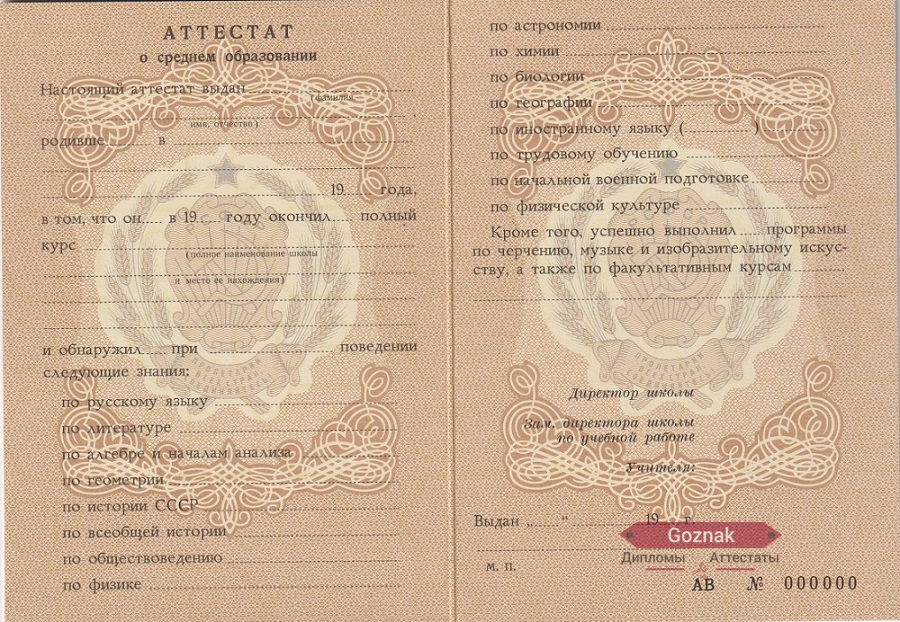 АТТЕСТАТ
о среднем образовании
Настоящий аттестат выдан
(фамилия,
имя, отчество)
родивше в
19 года,
в том, что он в 19 году окончил полный
курс
(полное наименование школы
и место ее нахождения)
и обнаружил при поведении
следующие знания:
по русскому языку
по литературе
по алгебре и началам анализа
по геометрии
по истории СССР
по всеобщей истории
по обществоведению
по физике
по астрономии
по химии
по биологии
по географии
по иностранному языку ( )
по трудовому обучению
по начальной военной подготовке
по физической культуре
Кроме того, успешно выполнил программы
по черчению, музыке и изобразительному искус-
ству, а также по факультативным курсам
Директор школы
Зам. директора школы
по учебной работе
Учителя:
Выдан „ “ 19 г.
Goznak
Дипломы Аттестаты
м. п.
АВ № 000000
РСФСР
ПРОЛЕТАРИИ